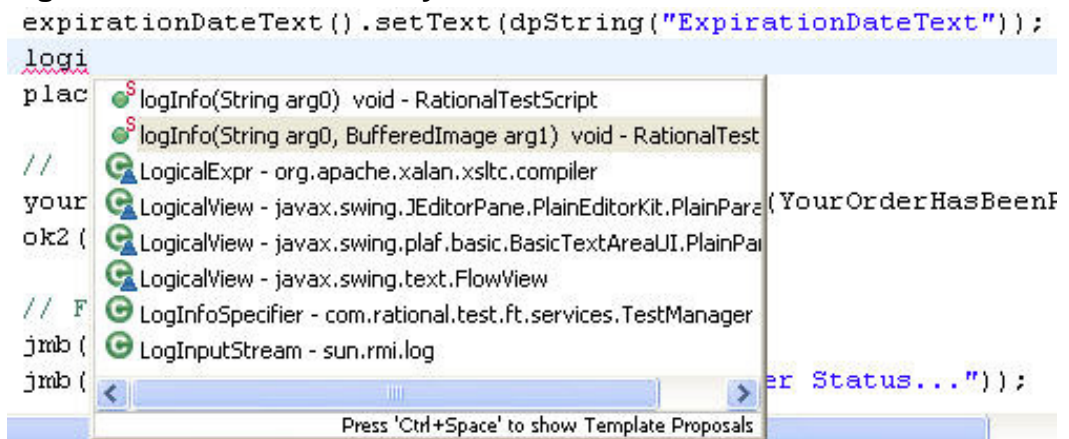 expirationDateText().setText(dpString("ExpirationDateText"));
logi
plac
logInfo(String arg0) void - RationalTestScript
logInfo(String arg0, BufferedImage arg1) void - RationalTest
//
LogicalExpr - org.apache.xalan.xsltc.compiler
your
LogicalView - javax.swing.JEditorPane.PlainEditorKit.PlainPara
(YourOrderHasBeenP
ok2(
LogicalView - javax.swing.plaf.basic.BasicTextAreaUI.PlainPar
LogicalView - javax.swing.text.FlowView
// F
LogInfoSpecifier - com.rational.test.ft.services.TestManager
jmb(
LogInputStream - sun.rmi.log
jmb(
er Status..."));
Press 'Ctrl+Space' to show Template Proposals